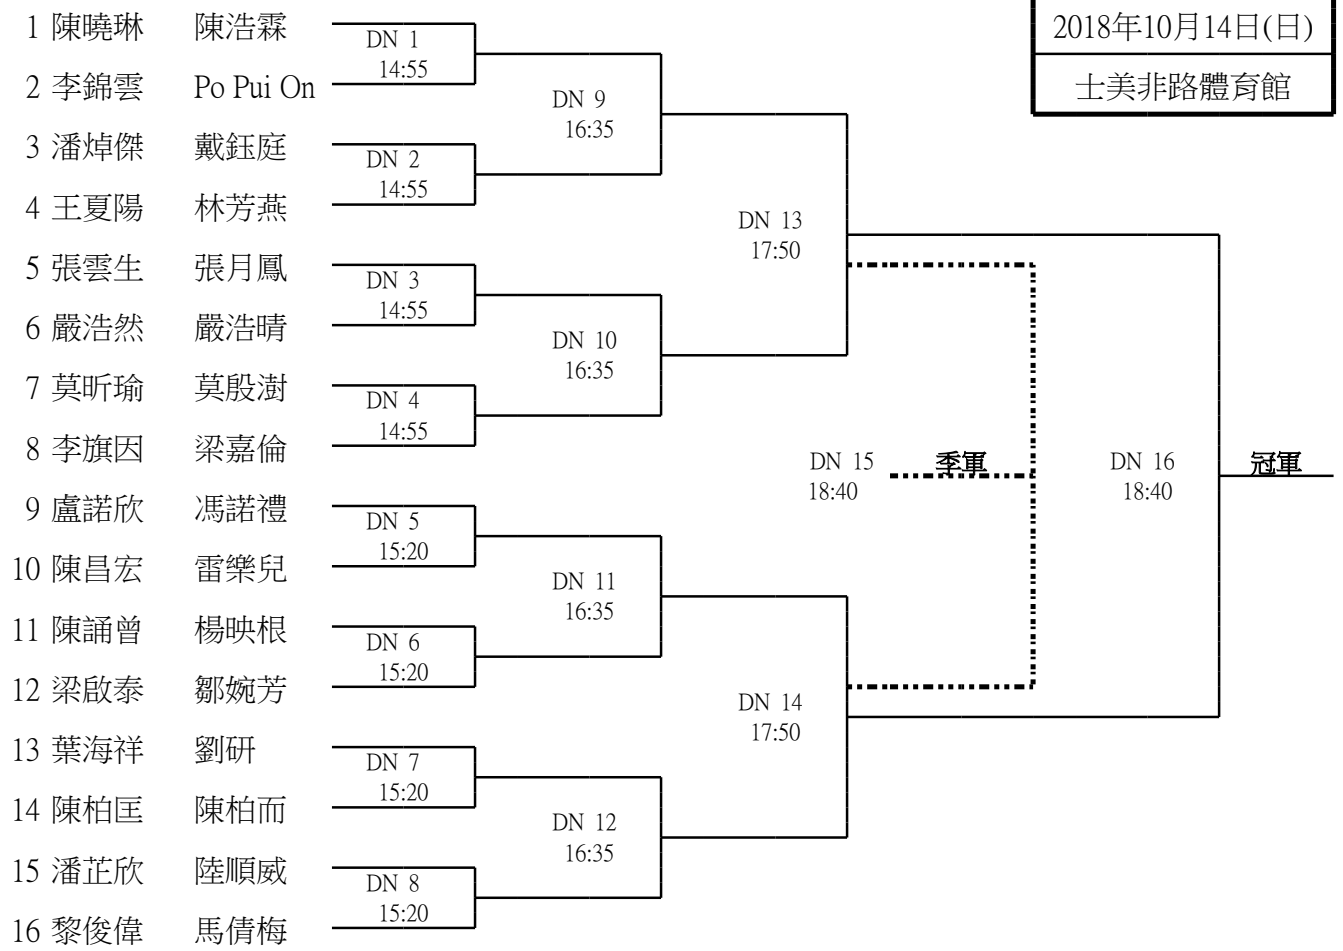 2018年10月14日(日)
士美非路體育館
1 陳曉琳 陳浩霖
DN 1
14:55
2 李錦雲 Po Pui On
DN 9
16:35
3 潘焯傑 戴鈺庭
DN 2
14:55
4 王夏陽 林芳燕
DN 13
17:50
5 張雲生 張月鳳
DN 3
14:55
6 嚴浩然 嚴浩晴
DN 10
16:35
7 莫昕瑜 莫殷澍
DN 4
14:55
8 李旗因 梁嘉倫
DN 15 季軍 DN 16 冠軍
18:40 18:40
9 盧諾欣 馮諾禮
DN 5
15:20
10 陳昌宏 雷樂兒
DN 11
16:35
11 陳誦曾 楊映根
DN 6
15:20
12 梁啟泰 鄒婉芳
DN 14
17:50
13 葉海祥 劉研
DN 7
15:20
14 陳柏匡 陳柏而
DN 12
16:35
15 潘芷欣 陸順威
DN 8
15:20
16 黎俊偉 馬倩梅